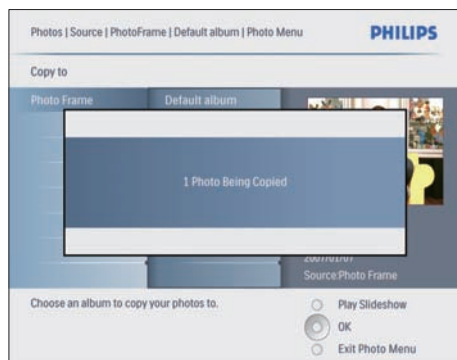 Photos | Source | PhotoFrame | Default album | Photo Menu
PHILIPS
Copy to
Photo Frame
Default album
1 Photo Being Copied
2007/01/07
Source:Photo Frame
Choose an album to copy your photos to.
Play Slideshow
OK
Exit Photo Menu